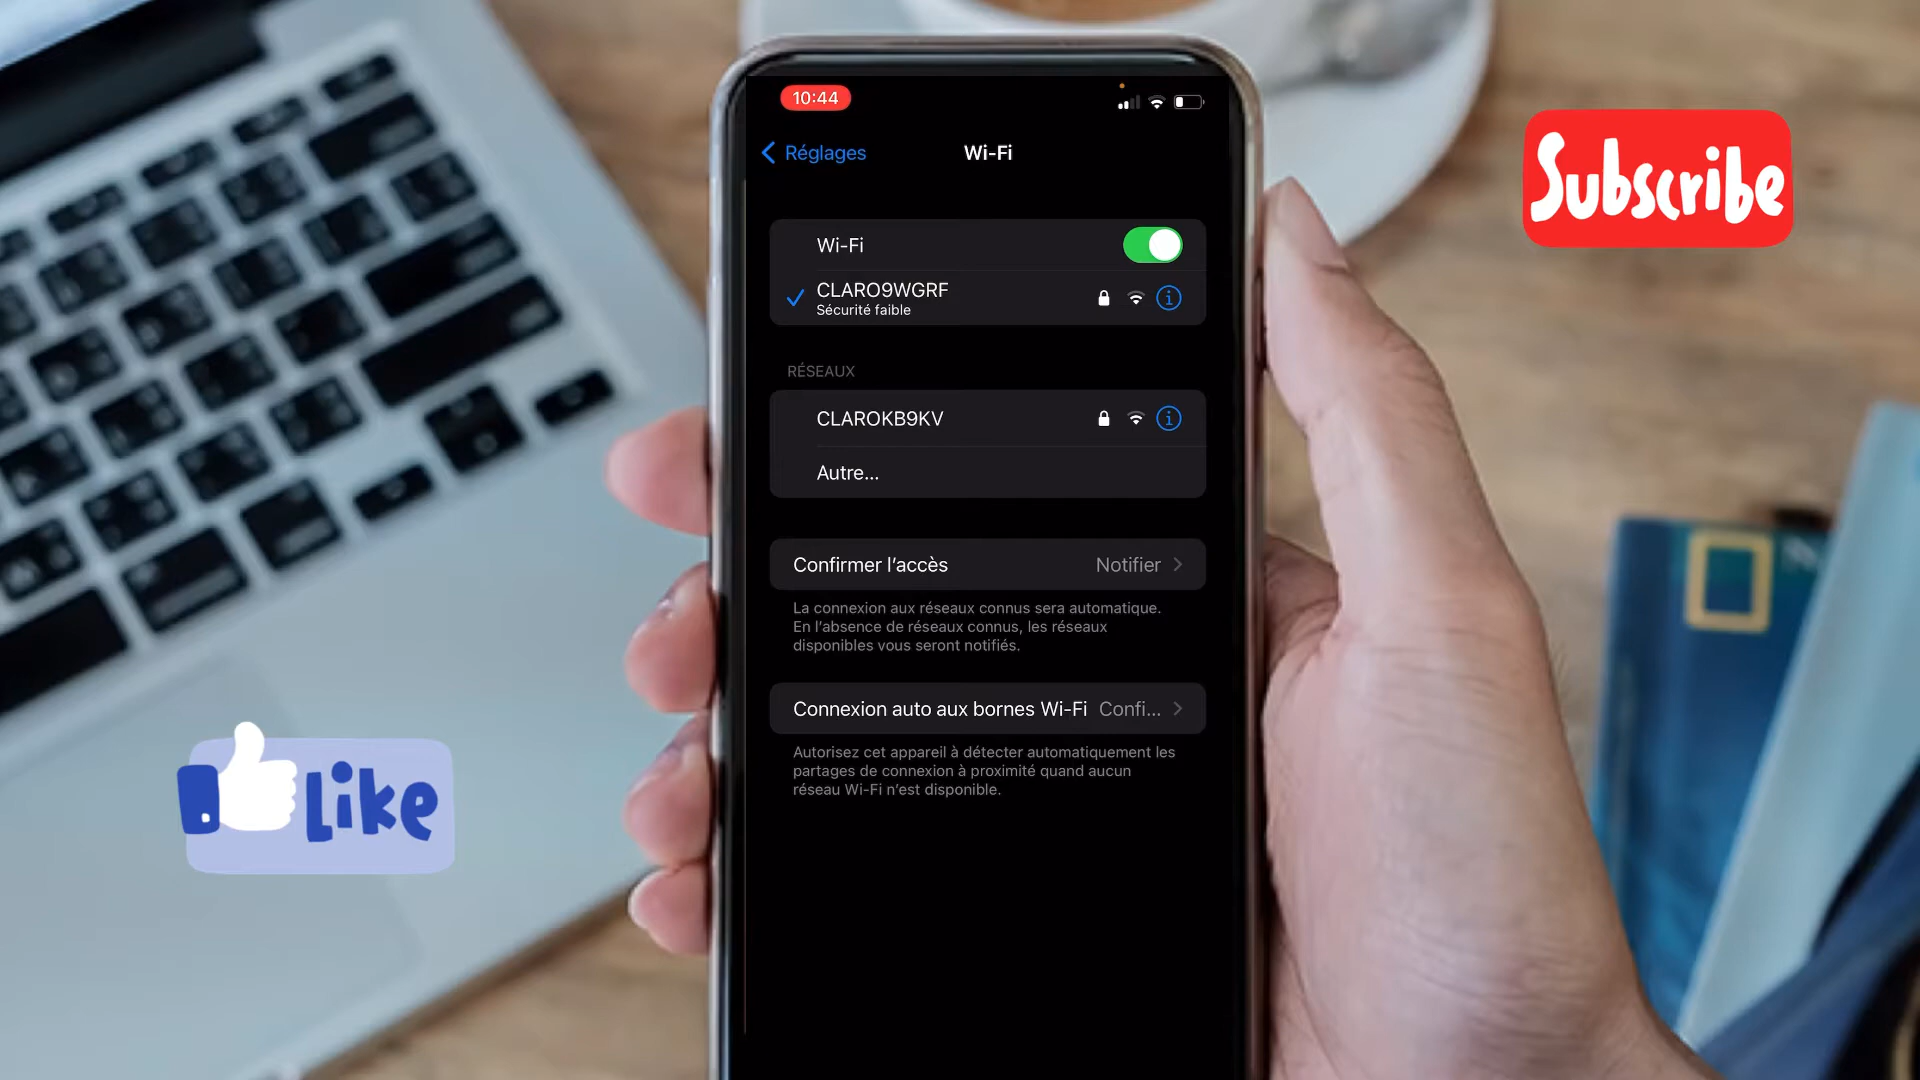 10:44
Réglages
Wi-Fi
Wi-Fi
CLARO9WGRF
Sécurité faible
RÉSEAUX
CLAROKB9KV
Autre...
Confirmer l'accès
Notifier
La connexion aux réseaux connus sera automatique.
En l'absence de réseaux connus, les réseaux
disponibles vous seront notifiés.
Connexion auto aux bornes Wi-Fi
Confi...
Autorisez cet appareil à détecter automatiquement les
partages de connexion à proximité quand aucun
réseau Wi-Fi n'est disponible.
Subscribe
Like